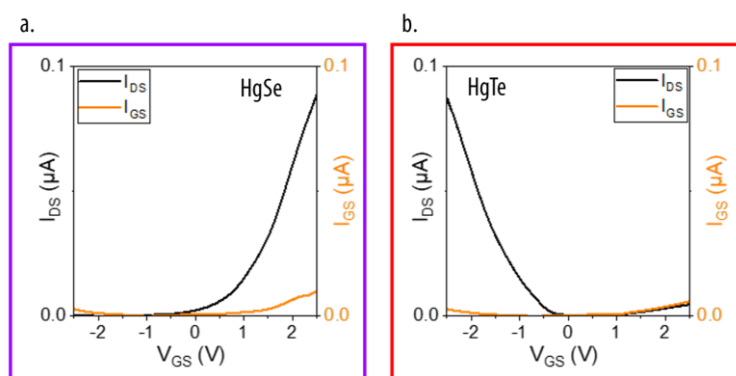 a.
0.1
I_DS
I_GS
HgSe
0.1
I_DS (μA)
I_GS (μA)
0.0
0.0
-2 -1 0 1 2
V_GS (V)
b.
0.1
HgTe
I_DS
I_GS
0.1
I_DS (μA)
I_GS (μA)
0.0
0.0
-2 -1 0 1 2
V_GS (V)